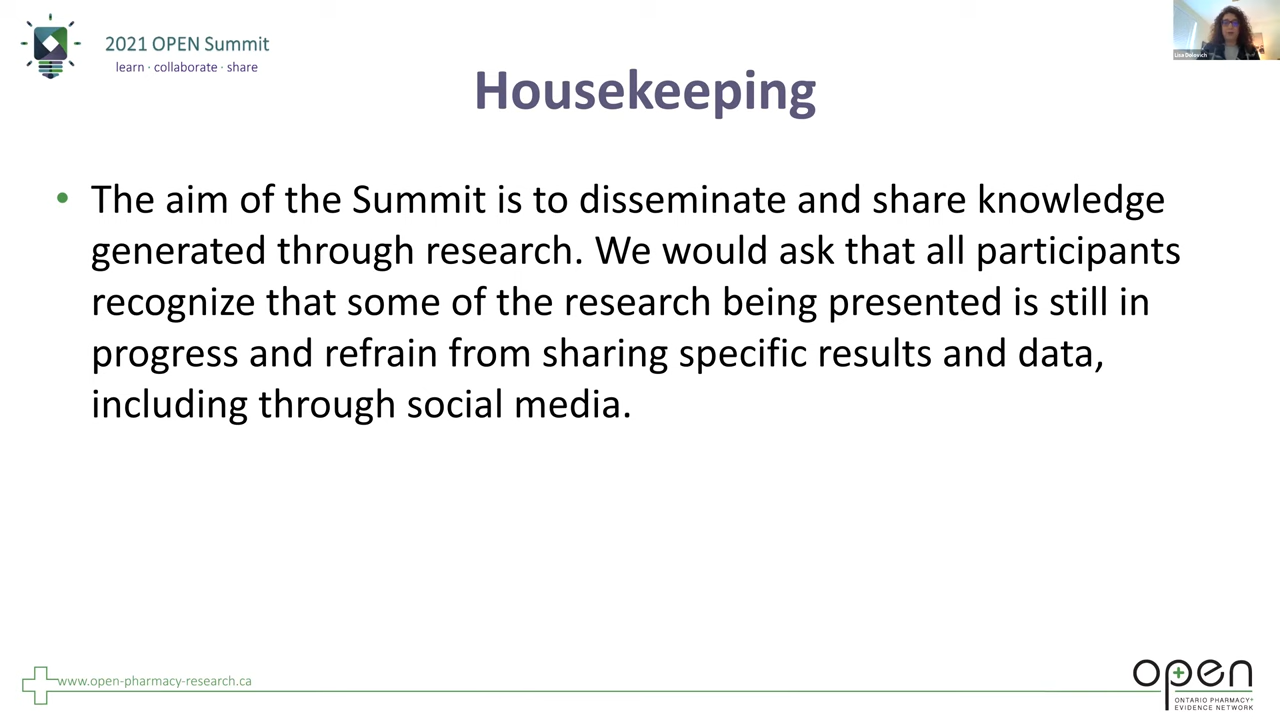 2021 OPEN Summit
learn · collaborate · share
Lisa Dolovich
Housekeeping
• The aim of the Summit is to disseminate and share knowledge
generated through research. We would ask that all participants
recognize that some of the research being presented is still in
progress and refrain from sharing specific results and data,
including through social media.
www.open-pharmacy-research.ca
open
ONTARIO PHARMACY+
EVIDENCE NETWORK